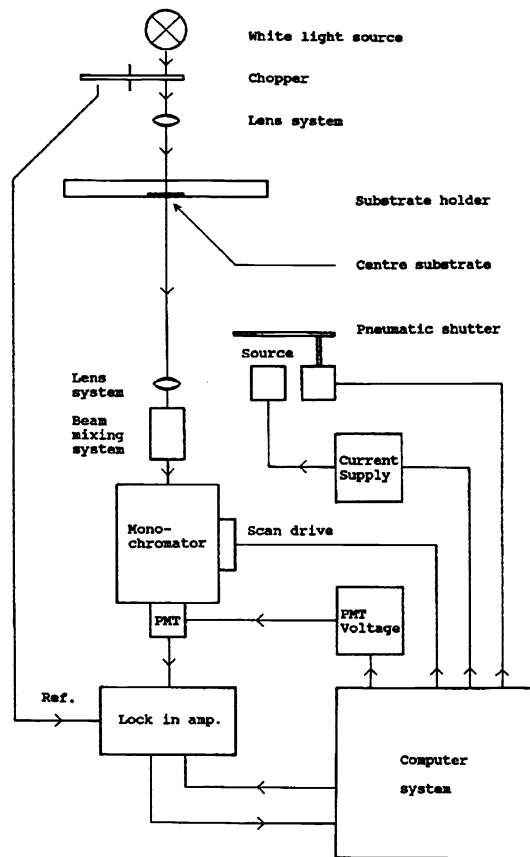 White light source
Chopper
Lens system
Substrate holder
Centre substrate
Pneumatic shutter
Source
Lens
system
Beam
mixing
system
Current
Supply
Mono-
chromator
Scan drive
PMT
PMT
Voltage
Ref.
Lock in amp.
Computer
system